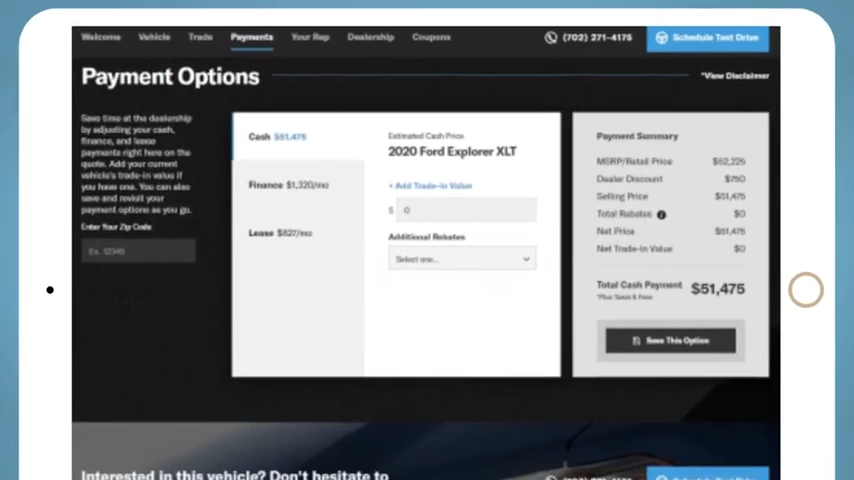 Welcome Vehicle Trade Payments Your Rep Dealership Coupons (702) 271-4175 Schedule Test Drive
Payment Options
*View Disclaimer
Save time at the dealership
by adjusting your cash,
finance, and lease
payments right here on the
quote. Add your current
vehicle's trade-in value if
you have one. You can also
save and revisit your
payment options as you go.
Enter Your Zip Code
Ex. 12345
Cash $51,475
Finance $1,320/mo
Lease $827/mo
Estimated Cash Price
2020 Ford Explorer XLT
+ Add Trade-in Value
$ 0
Additional Rebates
Select one...
Payment Summary
MSRP/Retail Price $52,225
Dealer Discount $750
Selling Price $51,475
Total Rebates i $0
Net Price $51,475
Net Trade-in Value $0
Total Cash Payment $51,475
*Plus Taxes & Fees
Save This Option
Interested in this vehicle? Don't hesitate to
(702) 271-4175
Schedule Test Drive